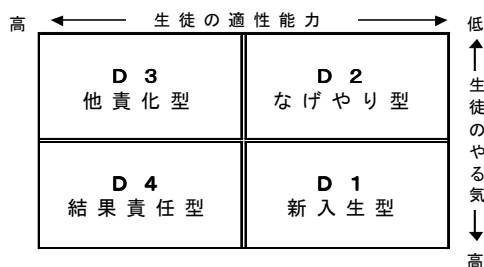 高 生徒の適性能力 低
D3 D2
他責化型 なげやり型
生徒のやる気
D4 D1
結果責任型 新入生型
高